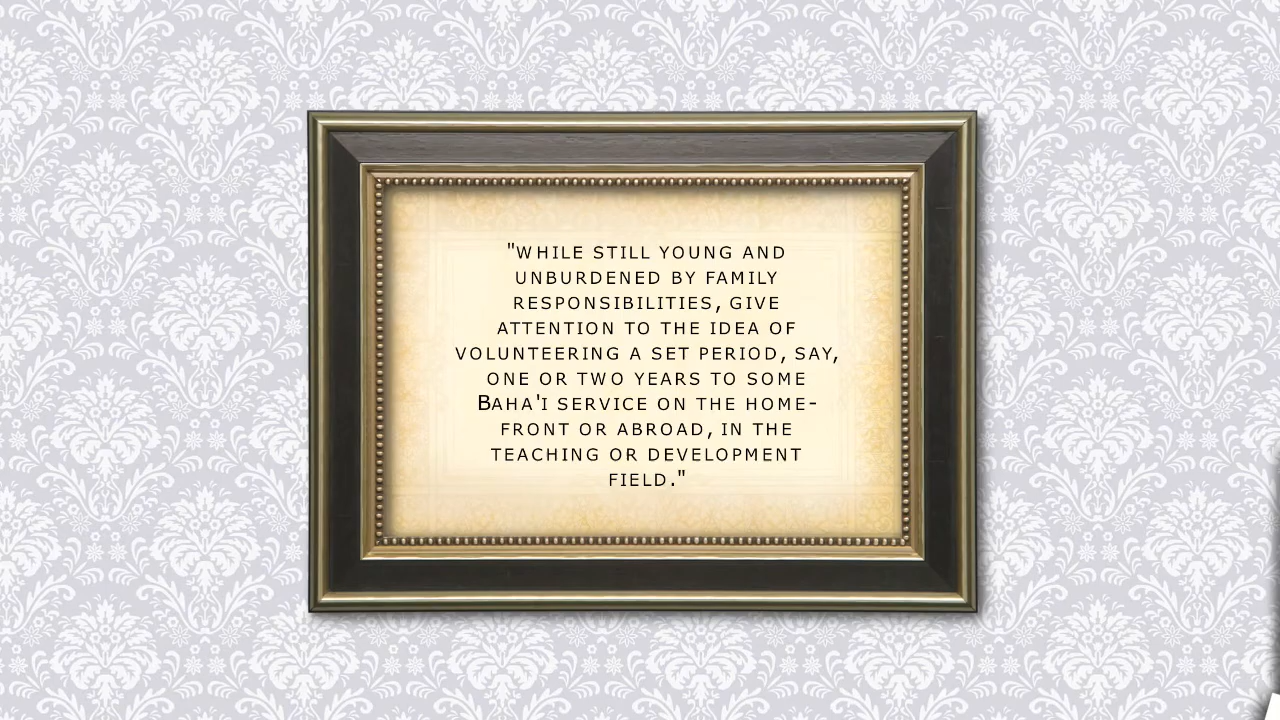 "WHILE STILL YOUNG AND
UNBURDENED BY FAMILY
RESPONSIBILITIES, GIVE
ATTENTION TO THE IDEA OF
VOLUNTEERING A SET PERIOD, SAY,
ONE OR TWO YEARS TO SOME
BAHA'I SERVICE ON THE HOME-
FRONT OR ABROAD, IN THE
TEACHING OR DEVELOPMENT
FIELD."